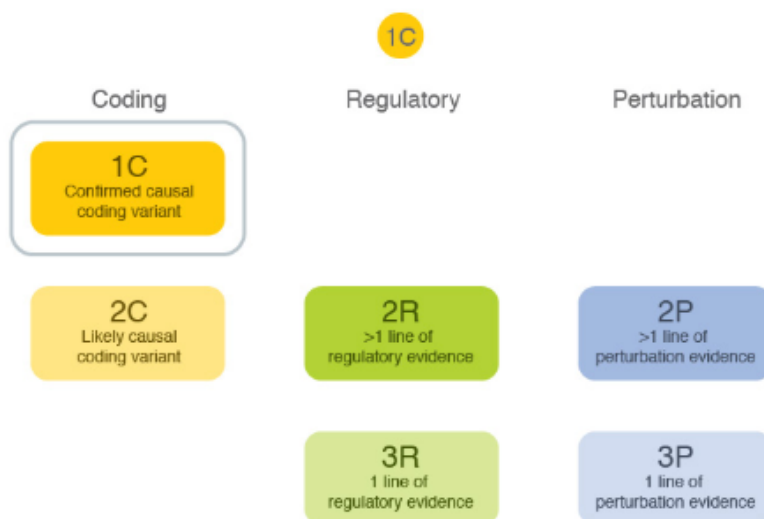 1C
Coding
Regulatory
Perturbation
1C
Confirmed causal
coding variant
2C
Likely causal
coding variant
2R
>1 line of
regulatory evidence
2P
>1 line of
perturbation evidence
3R
1 line of
regulatory evidence
3P
1 line of
perturbation evidence